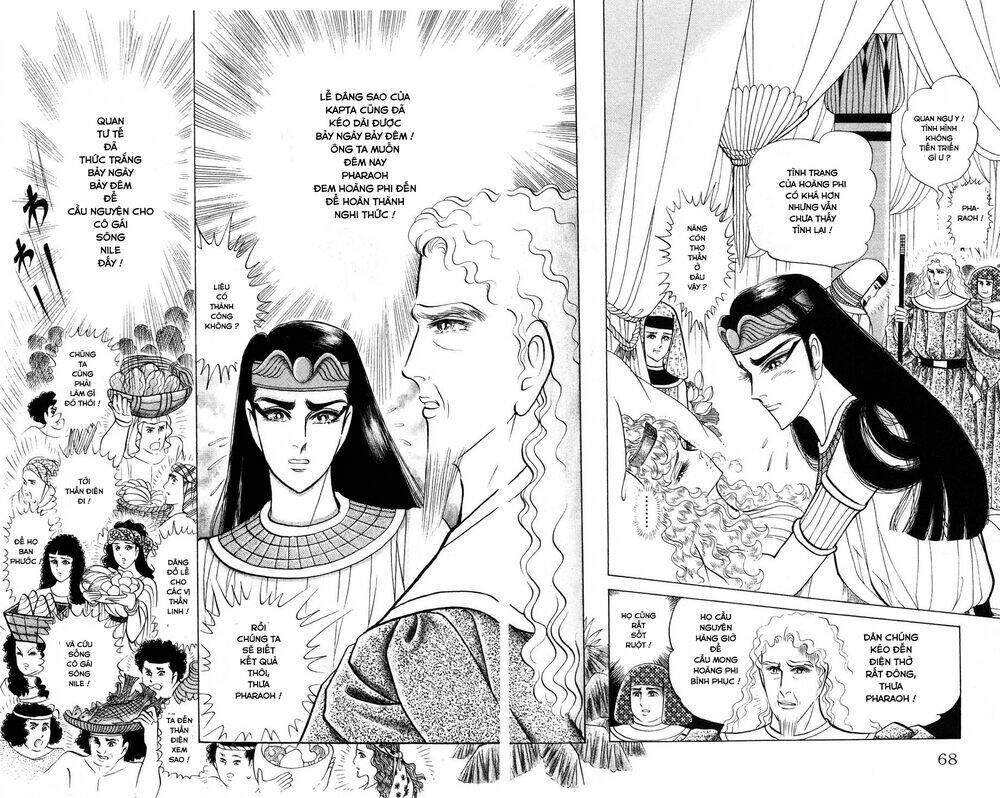 QUAN NGỰ Y !
TÌNH HÌNH
KHÔNG
TIẾN TRIỂN
GÌ Ư ?
PHA-
RAOH !
TÌNH TRẠNG
CỦA HOÀNG PHI
CÓ KHÁ HƠN
NHƯNG VẪN
CHƯA THẤY
TỈNH LẠI !
NÀNG
CÒN
THỢ
THẨN
Ở
ĐÂU
VẬY ?
DÂN CHÚNG
KÉO ĐẾN
ĐIỆN THỜ
RẤT ĐÔNG,
THƯA
PHARAOH !
HỌ CẦU
NGUYỆN
HÀNG GIỜ
ĐỂ
CẦU MONG
HOÀNG PHI
BÌNH PHỤC !
HỌ CŨNG
RẤT
SỐT
RUỘT !
68
LỄ DÂNG SAO CỦA
KAPTA CŨNG ĐÃ
KÉO DÀI ĐƯỢC
BẢY NGÀY BẢY ĐÊM !
ÔNG TA MUỐN
ĐÊM NAY
PHARAOH
ĐEM HOÀNG PHI ĐẾN
ĐỂ HOÀN THÀNH
NGHI THỨC !
LIỆU
CÓ
THÀNH
CÔNG
KHÔNG ?
RỒI
CHÚNG TA
SẼ BIẾT
KẾT QUẢ
THÔI,
THƯA
PHARAOH !
QUAN
TƯ TẾ
ĐÃ
THỨC TRẮNG
BẢY NGÀY
BẢY ĐÊM
ĐỂ
CẦU NGUYỆN CHO
CÔ GÁI
SÔNG
NILE
ĐẤY !
わー
わーー
CHÚNG
TA
CŨNG
PHẢI
LÀM GÌ
ĐÓ THÔI !
TỚI
THẦN ĐIỆN
ĐI !
ĐỂ HỌ
BAN
PHƯỚC !
DÂNG
ĐỒ LỄ
CHO
CÁC VỊ
THẦN
LINH !
VÀ CỨU
SỐNG
CÔ GÁI
SÔNG
NILE !
TA ĐẾN
THẦN
ĐIỆN
XEM
SAO !